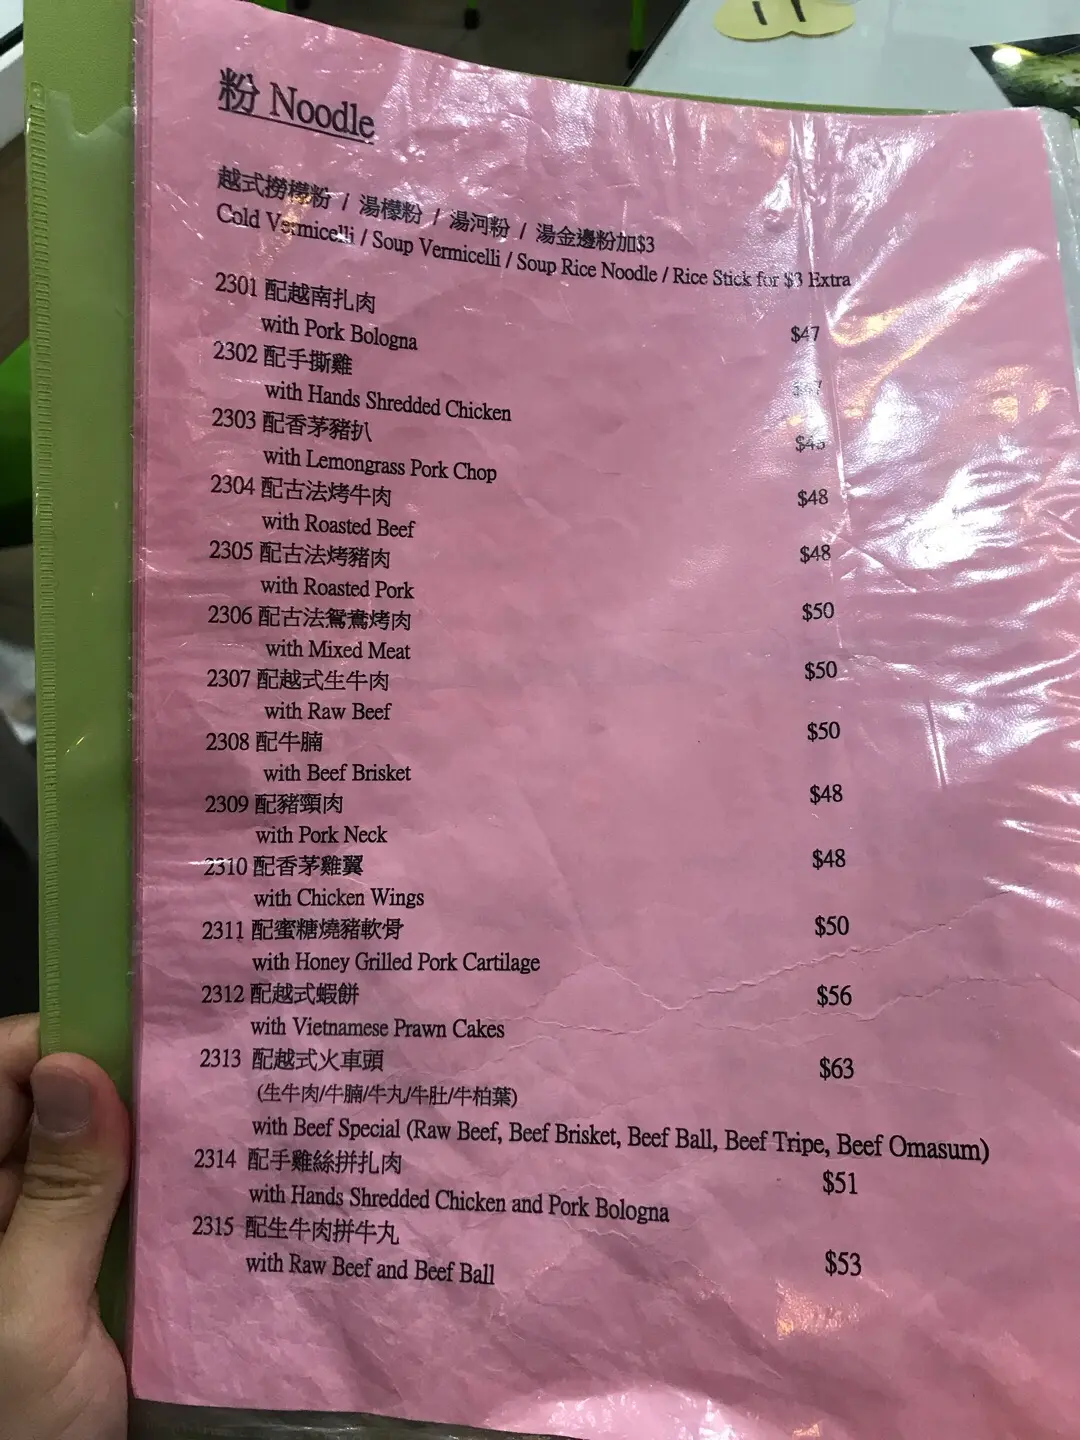 粉 Noodle
越式撈檬粉 / 湯檬粉 / 湯河粉 / 湯金邊粉加$3
Cold Vermicelli / Soup Vermicelli / Soup Rice Noodle / Rice Stick for $3 Extra
2301 配越南扎肉
with Pork Bologna $47
2302 配手撕雞
with Hands Shredded Chicken
2303 配香茅豬扒
with Lemongrass Pork Chop
2304 配古法烤牛肉 $48
with Roasted Beef
2305 配古法烤豬肉 $48
with Roasted Pork
2306 配古法鴛鴦烤肉 $50
with Mixed Meat
2307 配越式生牛肉 $50
with Raw Beef
2308 配牛腩 $50
with Beef Brisket
2309 配豬頸肉 $48
with Pork Neck
2310 配香茅雞翼 $48
with Chicken Wings
2311 配蜜糖燒豬軟骨 $50
with Honey Grilled Pork Cartilage
2312 配越式蝦餅 $56
with Vietnamese Prawn Cakes
2313 配越式火車頭 $63
(生牛肉/牛腩/牛丸/牛肚/牛柏葉)
with Beef Special (Raw Beef, Beef Brisket, Beef Ball, Beef Tripe, Beef Omasum)
2314 配手雞絲拼扎肉 $51
with Hands Shredded Chicken and Pork Bologna
2315 配生牛肉拼牛丸 $53
with Raw Beef and Beef Ball